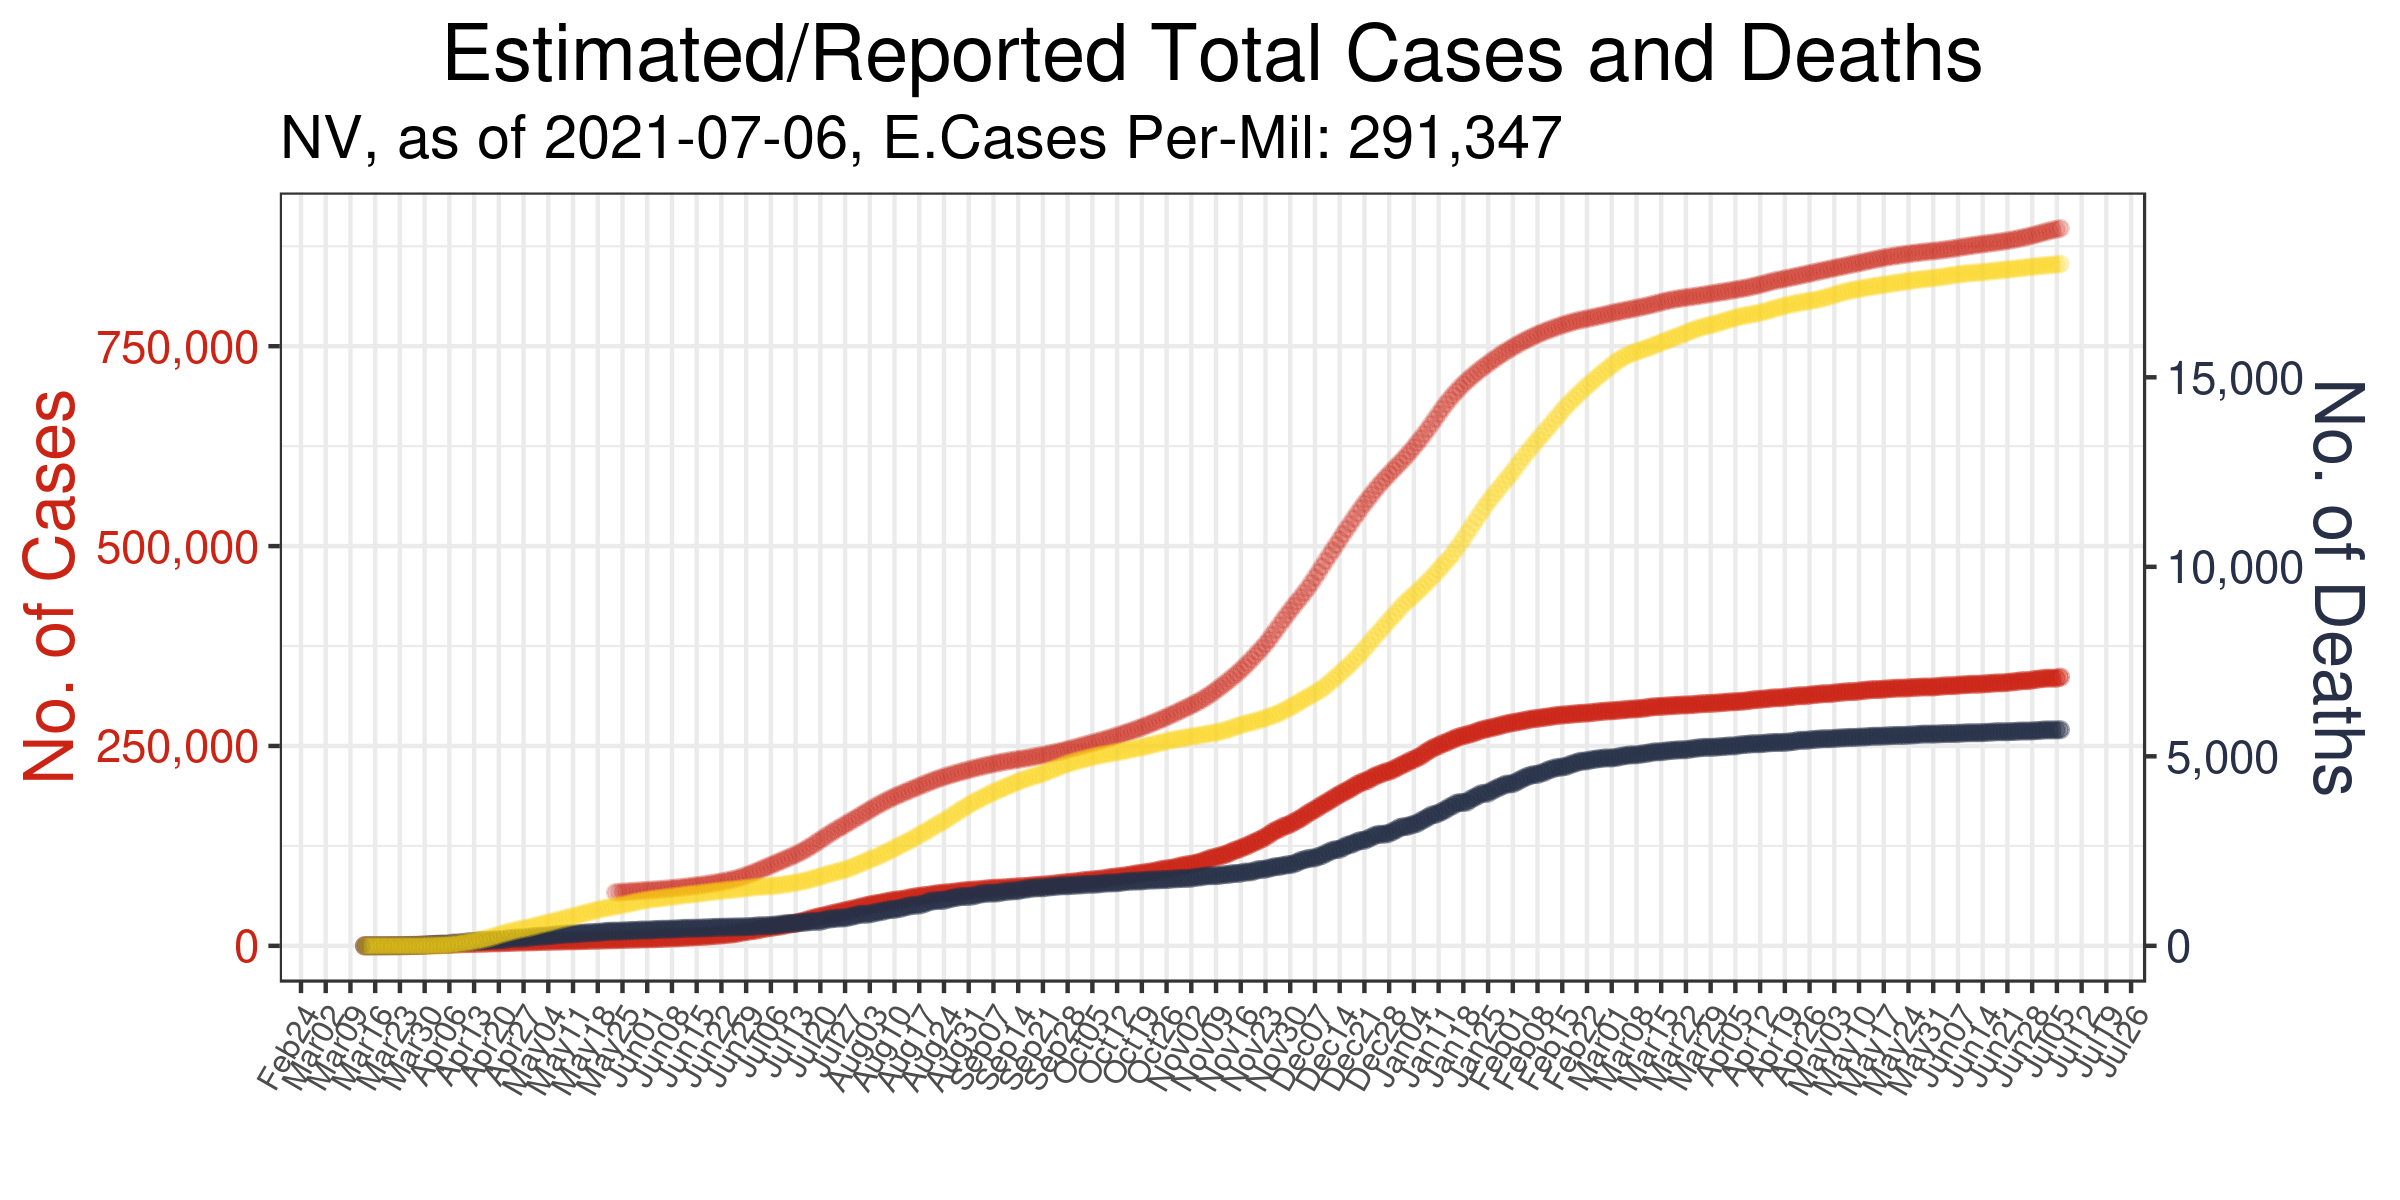 Estimated/Reported Total Cases and Deaths
NV, as of 2021-07-06, E.Cases Per-Mil: 291,347
No. of Cases
750,000
500,000
250,000
0
15,000
10,000
5,000
0
No. of Deaths
Feb24
Mar02
Mar09
Mar16
Mar23
Mar30
Apr06
Apr13
Apr20
Apr27
May04
May11
May18
May25
Jun01
Jun08
Jun15
Jun22
Jun29
Jul06
Jul13
Jul20
Jul27
Aug03
Aug10
Aug17
Aug24
Aug31
Sep07
Sep14
Sep21
Sep28
Oct05
Oct12
Oct19
Oct26
Nov02
Nov09
Nov16
Nov23
Nov30
Dec07
Dec14
Dec21
Dec28
Jan04
Jan11
Jan18
Jan25
Feb01
Feb08
Feb15
Feb22
Mar01
Mar08
Mar15
Mar22
Mar29
Apr05
Apr12
Apr19
Apr26
May03
May10
May17
May24
May31
Jun07
Jun14
Jun21
Jun28
Jul05
Jul12
Jul19
Jul26